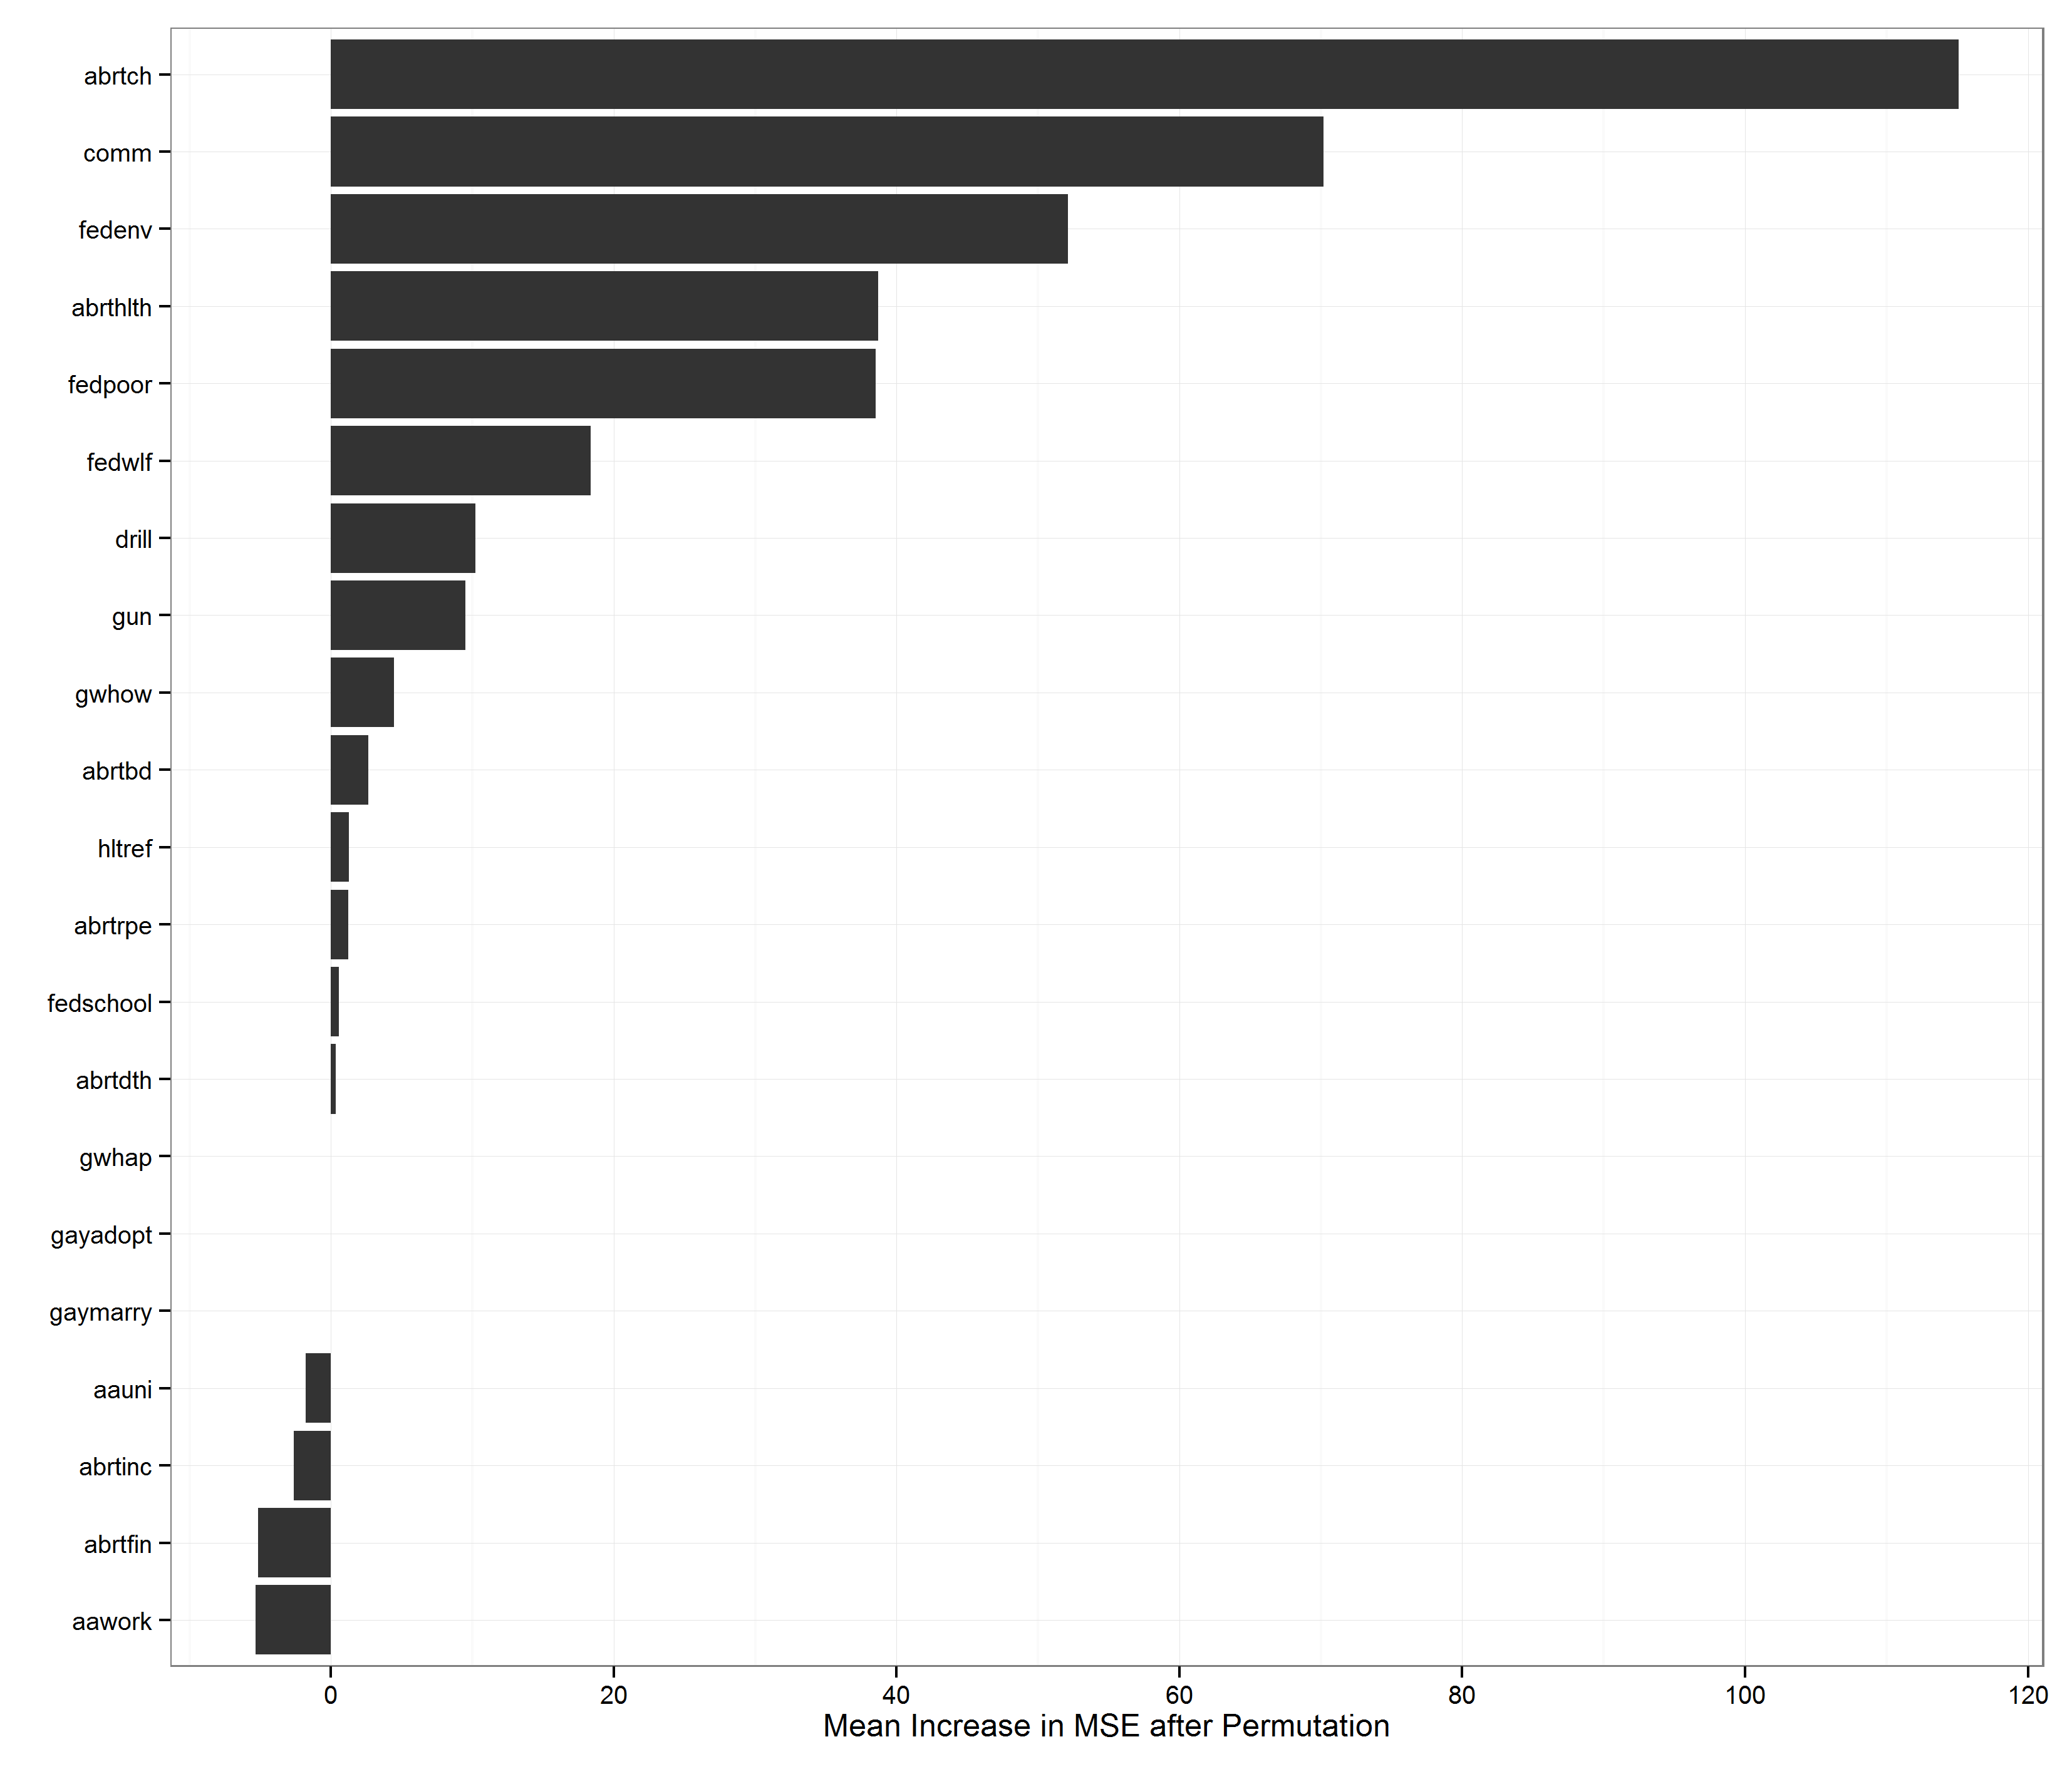 abrtch
comm
fedenv
abrthlth
fedpoor
fedwlf
drill
gun
gwhow
abrtbd
hltref
abrtrpe
fedschool
abrtdth
gwhap
gayadopt
gaymarry
aauni
abrtinc
abrtfin
aawork
0 20 40 60 80 100 120
Mean Increase in MSE after Permutation